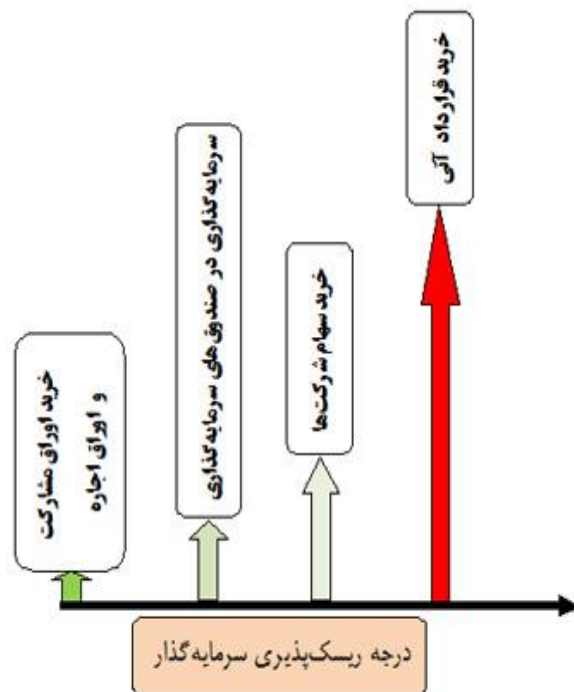 خرید اوراق مشارکت
و اوراق اجاره
سرمایه‌گذاری در صندوق‌های سرمایه‌گذاری
خرید سهام شرکت‌ها
خرید قرارداد آتی
درجه ریسک‌پذیری سرمایه‌گذار